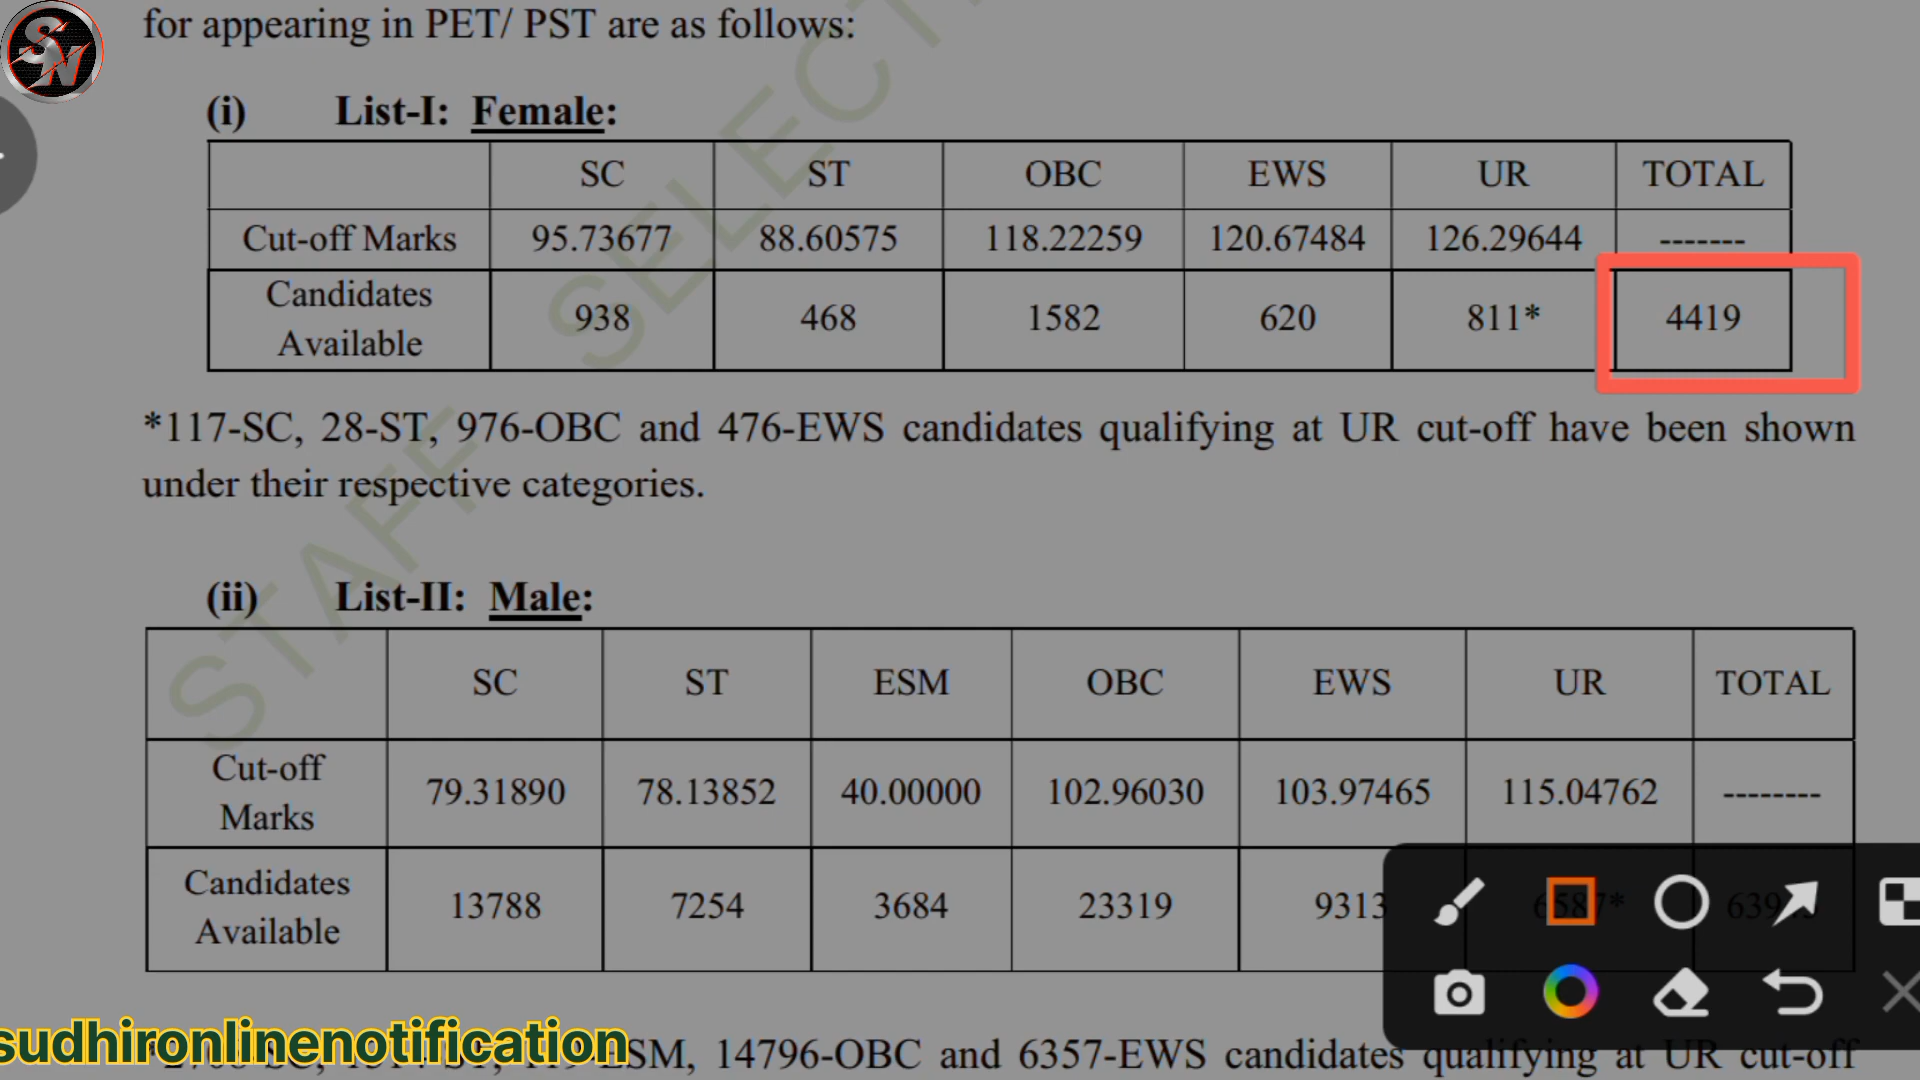 for appearing in PET/ PST are as follows:
(i) List-I: Female:
SC ST OBC EWS UR TOTAL
Cut-off Marks 95.73677 88.60575 118.22259 120.67484 126.29644 -------
Candidates Available 938 468 1582 620 811* 4419
*117-SC, 28-ST, 976-OBC and 476-EWS candidates qualifying at UR cut-off have been shown
under their respective categories.
(ii) List-II: Male:
SC ST ESM OBC EWS UR TOTAL
Cut-off Marks 79.31890 78.13852 40.00000 102.96030 103.97465 115.04762 --------
Candidates Available 13788 7254 3684 23319 9313
sudhironlinenotification
ESM, 14796-OBC and 6357-EWS candidates qualifying at UR cut-off
STAFF SELECT
SN